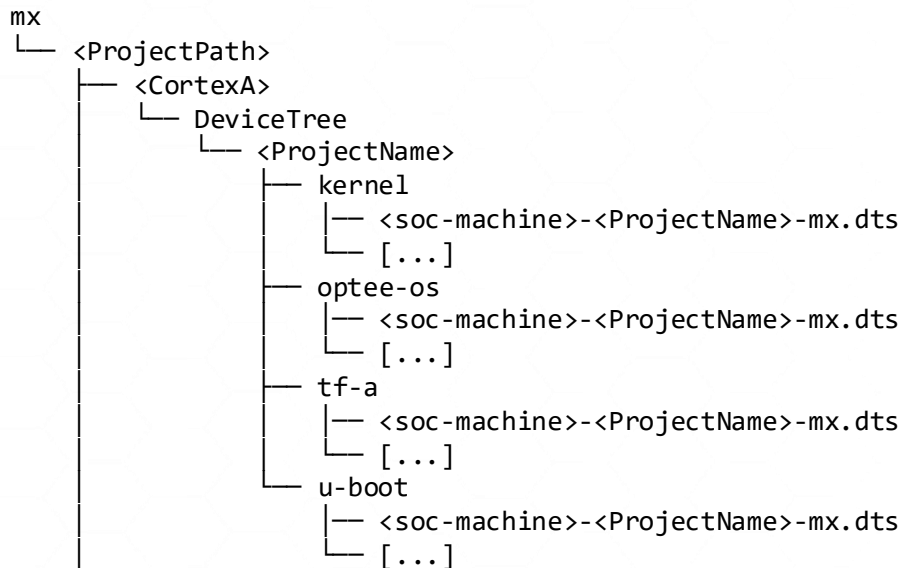 mx
└── <ProjectPath>
    ├── <CortexA>
    │   └── DeviceTree
    │       └── <ProjectName>
    │           ├── kernel
    │           │   │── <soc-machine>-<ProjectName>-mx.dts
    │           │   └── [...]
    │           ├── optee-os
    │           │   │── <soc-machine>-<ProjectName>-mx.dts
    │           │   └── [...]
    │           ├── tf-a
    │           │   │── <soc-machine>-<ProjectName>-mx.dts
    │           │   └── [...]
    │           └── u-boot
    │               │── <soc-machine>-<ProjectName>-mx.dts
    │               └── [...]